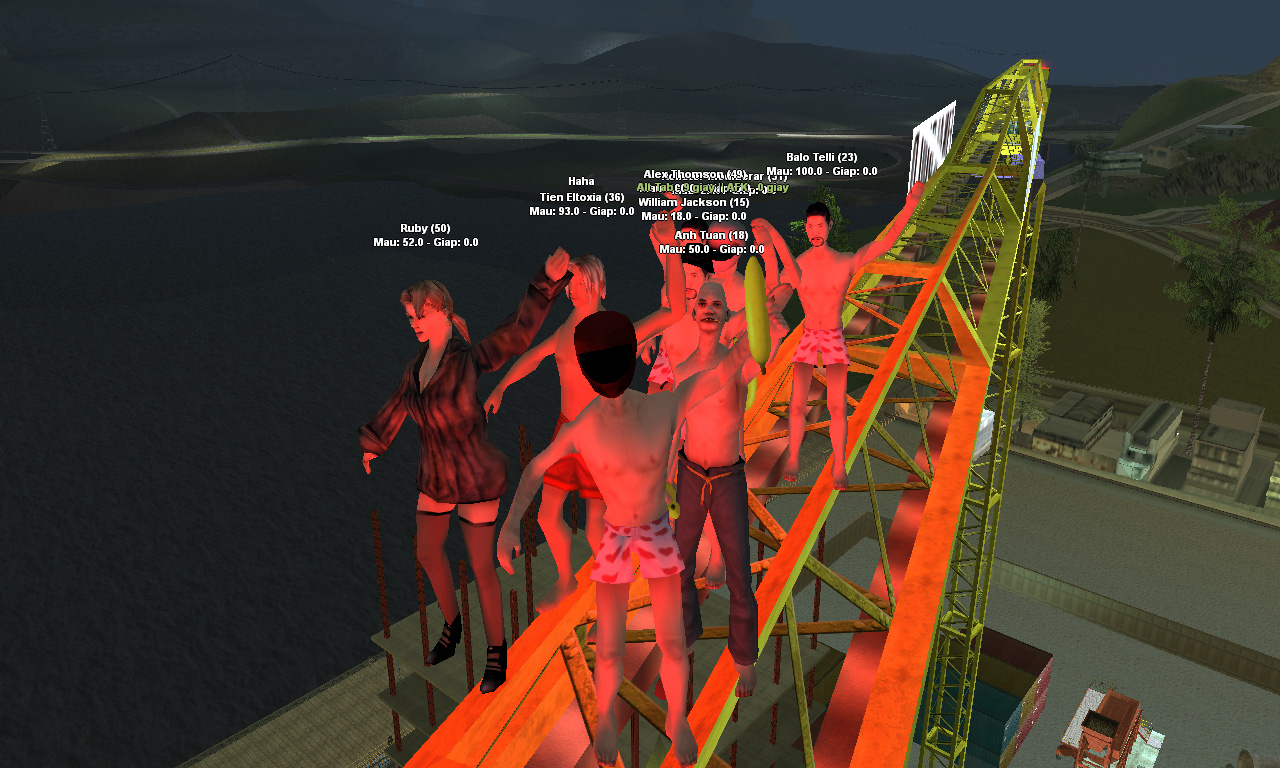 Balo Telli (23)
Mau: 100.0 - Giap: 0.0
Alex Thomson (49)
Haha
Tien Eltoxia (36)
Mau: 93.0 - Giap: 0.0
William Jackson (15)
Mau: 18.0 - Giap: 0.0
Ruby (50)
Mau: 52.0 - Giap: 0.0
Anh Tuan (18)
Mau: 50.0 - Giap: 0.0